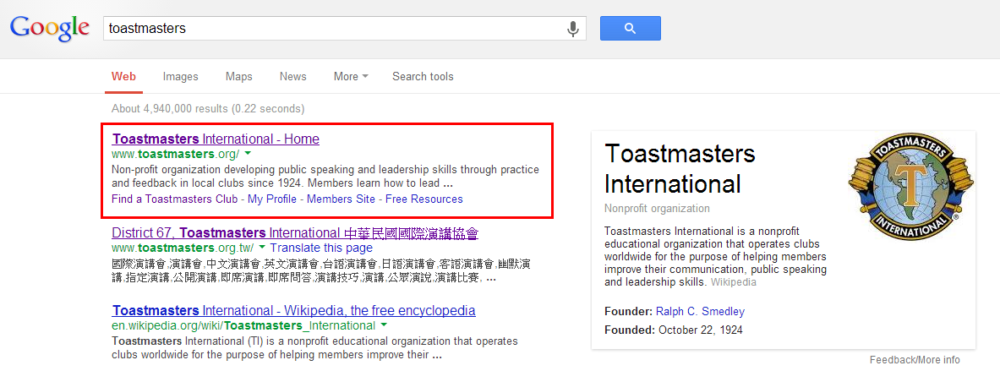 Google
toastmasters
Web Images Maps News More Search tools
About 4,940,000 results (0.22 seconds)
Toastmasters International - Home
www.toastmasters.org/
Non-profit organization developing public speaking and leadership skills through practice
and feedback in local clubs since 1924. Members learn how to lead ...
Find a Toastmasters Club - My Profile - Members Site - Free Resources
District 67, Toastmasters International 中華民國國際演講協會
www.toastmasters.org.tw/ Translate this page
國際演講會,演講會,中文演講會,英文演講會,台語演講會,日語演講會,客語演講會,幽默演
講,指定演講,公開演講,即席演講,即席問答,演講技巧,演講,公眾演說,演講比賽, ...
Toastmasters International - Wikipedia, the free encyclopedia
en.wikipedia.org/wiki/Toastmasters_International
Toastmasters International (TI) is a nonprofit educational organization that operates
clubs worldwide for the purpose of helping members improve their ...
Toastmasters
International
Nonprofit organization
TOASTMASTERS
T
INTERNATIONAL
Toastmasters International is a nonprofit
educational organization that operates clubs
worldwide for the purpose of helping members
improve their communication, public speaking
and leadership skills. Wikipedia
Founder: Ralph C. Smedley
Founded: October 22, 1924
Feedback/More info